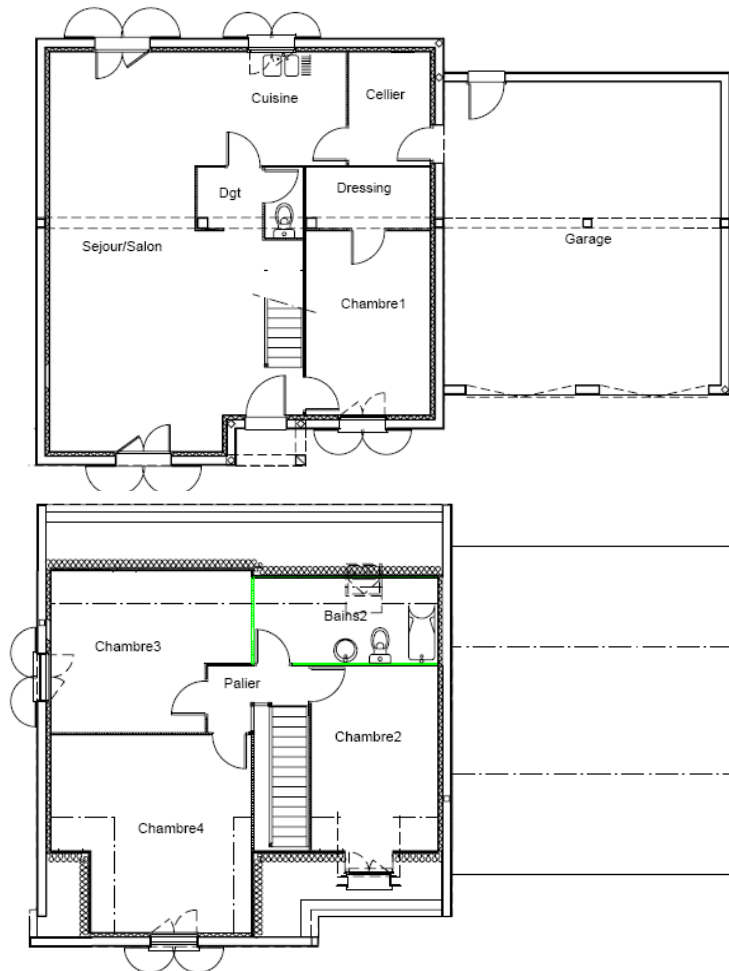 Cuisine
Cellier
Dgt
Dressing
Sejour/Salon
Garage
Chambre1
Bains2
Chambre3
Palier
Chambre2
Chambre4